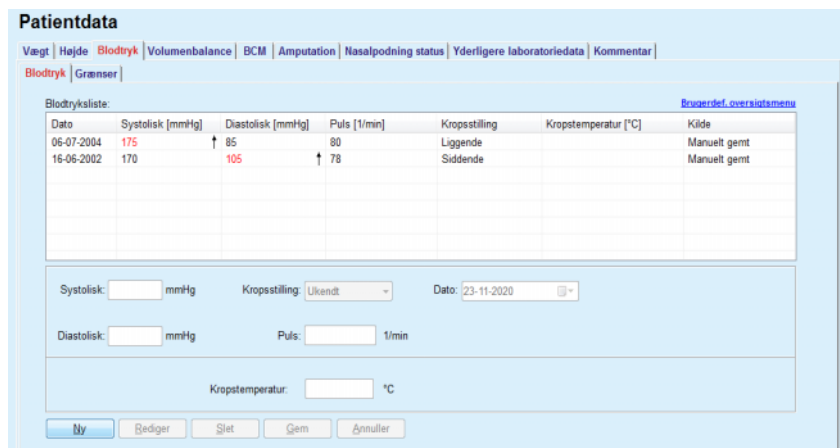 Patientdata
Vægt Højde Blodtryk Volumenbalance BCM Amputation Nasalpodning status Yderligere laboratoriedata Kommentar
Blodtryk Grænser
Blodtryksliste: Brugerdef. oversigtsmenu
Dato Systolisk [mmHg] Diastolisk [mmHg] Puls [1/min] Kropsstilling Kropstemperatur [°C] Kilde
06-07-2004 175 85 80 Liggende Manuelt gemt
16-06-2002 170 105 78 Siddende Manuelt gemt
Systolisk: mmHg Kropsstilling: Ukendt Dato: 23-11-2020
Diastolisk: mmHg Puls: 1/min
Kropstemperatur: °C
Ny Rediger Slet Gem Annuller